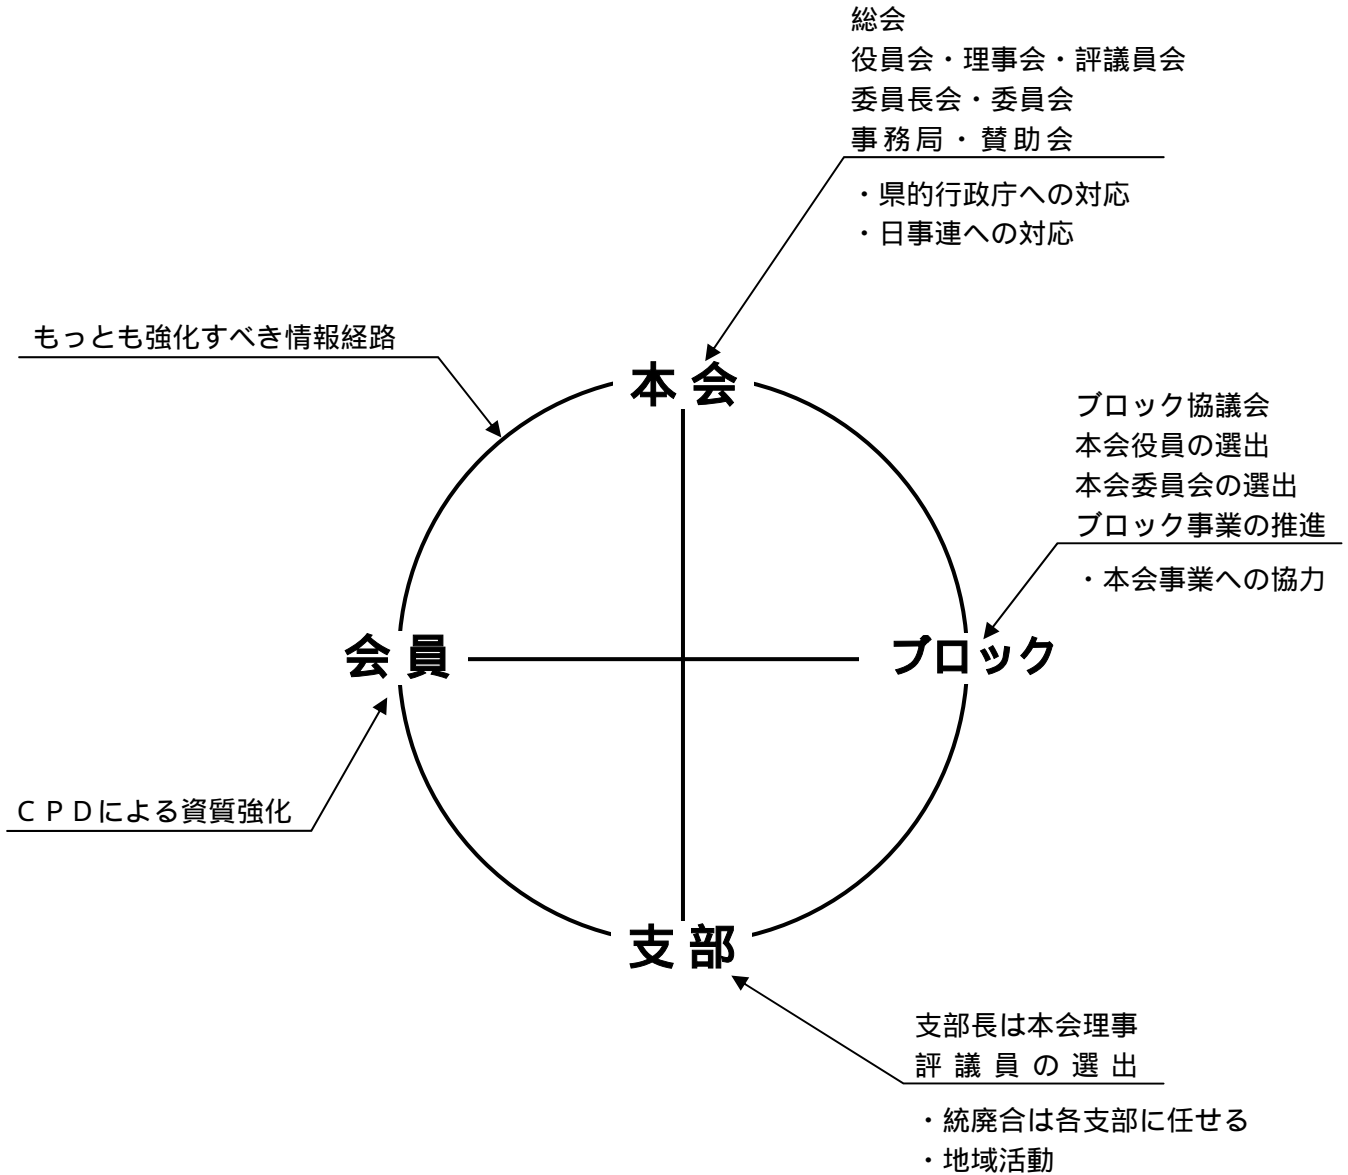 総会
役員会・理事会・評議員会
委員長会・委員会
事務局・賛助会
・県的行政庁への対応
・日事連への対応
もっとも強化すべき情報経路
本会
ブロック協議会
本会役員の選出
本会委員会の選出
ブロック事業の推進
・本会事業への協力
会員
ブロック
CPDによる資質強化
支部
支部長は本会理事
評議員の選出
・統廃合は各支部に任せる
・地域活動